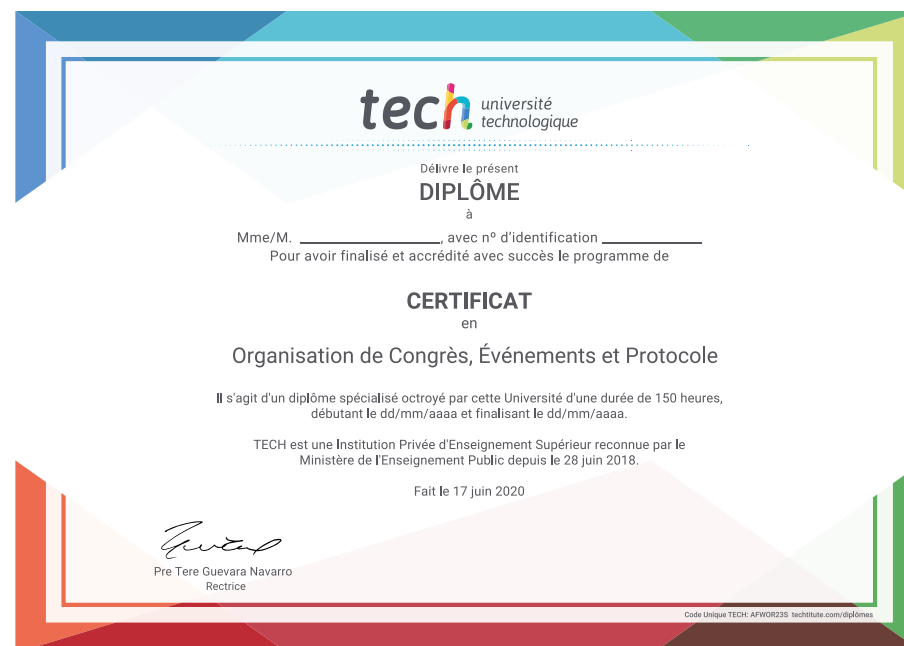 tech université
technologique
Délivre le présent
DIPLÔME
à
Mme/M. ____________________, avec nº d'identification ______________
Pour avoir finalisé et accrédité avec succès le programme de
CERTIFICAT
en
Organisation de Congrès, Événements et Protocole
Il s'agit d'un diplôme spécialisé octroyé par cette Université d'une durée de 150 heures,
débutant le dd/mm/aaaa et finalisant le dd/mm/aaaa.
TECH est une Institution Privée d'Enseignement Supérieur reconnue par le
Ministère de l'Enseignement Public depuis le 28 juin 2018.
Fait le 17 juin 2020
Pre Tere Guevara Navarro
Rectrice
Code Unique TECH: AFWOR23S techtitute.com/diplômes